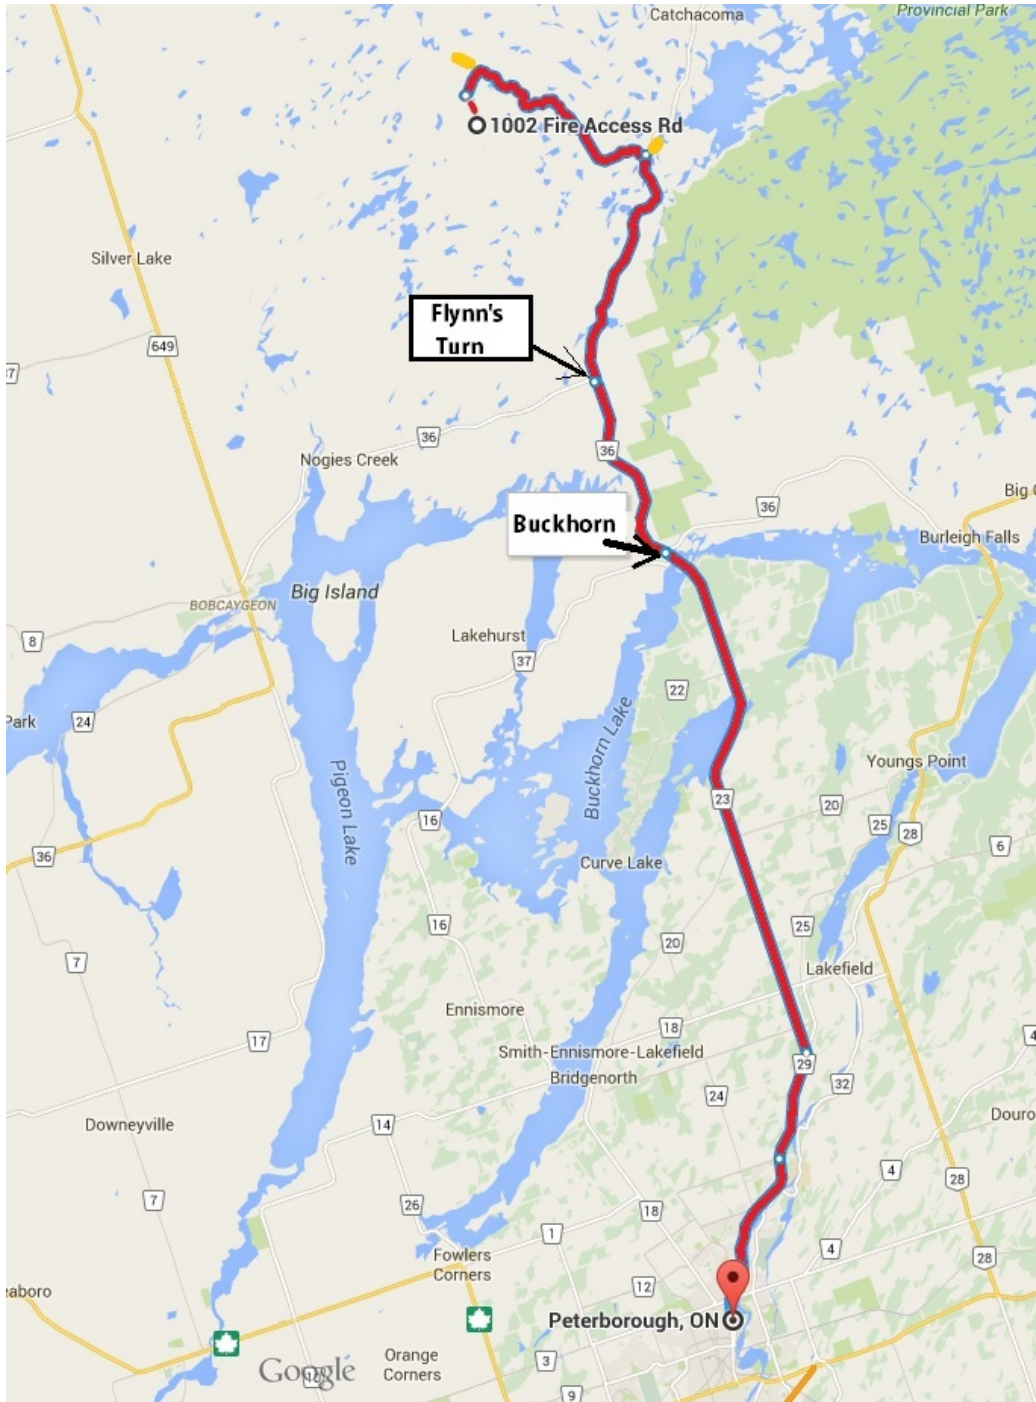 Catchacoma
Provincial Park
1002 Fire Access Rd
Silver Lake
Flynn's
Turn
649
37
36
Nogies Creek
36
36
Big
Buckhorn
Burleigh Falls
Big Island
BOBCAYGEON
8
Lakehurst
37
22
24
Park
Buckhorn Lake
Pigeon Lake
Youngs Point
23
20
16
25
28
36
6
Curve Lake
16
25
7
20
Lakefield
Ennismore
18
17
4
Smith-Ennismore-Lakefield
29
Bridgenorth
32
24
Downeyville
14
Douro
4
28
7
26
18
1
4
28
Fowlers
Corners
12
eaboro
Peterborough, ON
Google
10
Orange
Corners
3
9